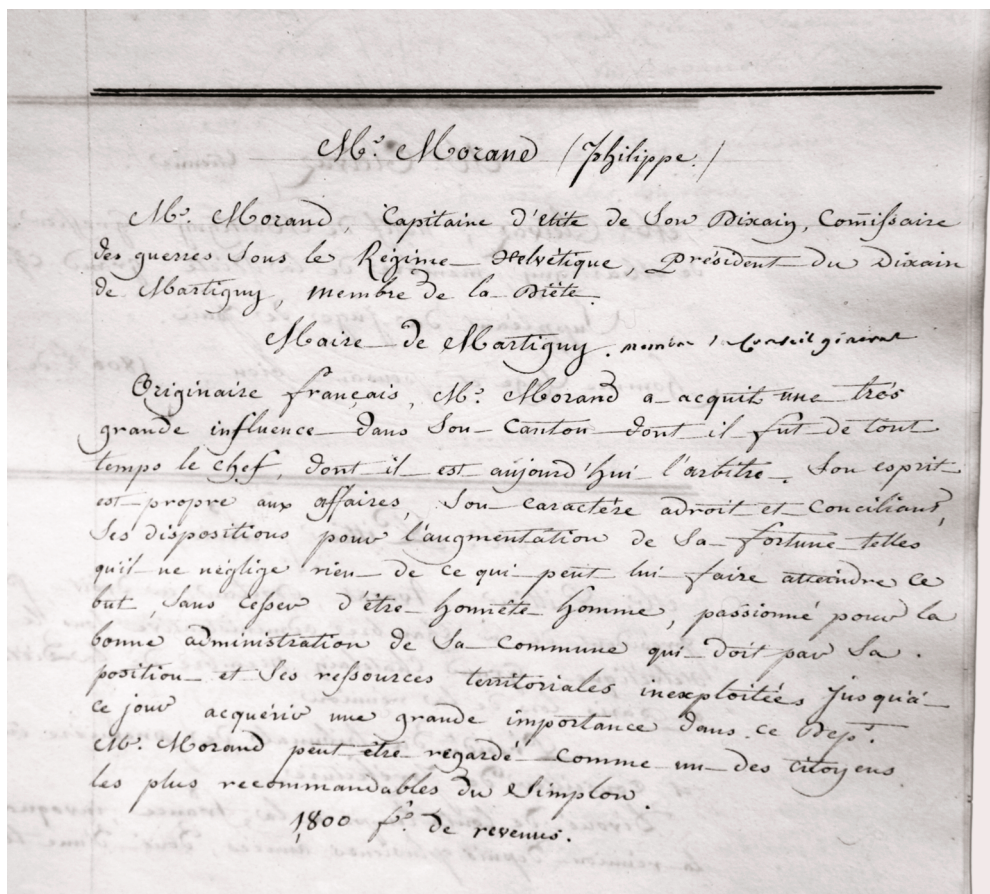 Mr. Morand (Philippe.)
Mr. Morand, Capitaine d'elite de Son Dixain, Commissaire
des guerres Sous le Régime Helvétique, Président du Dixain
de Martigny, membre de la Diète.
Maire de Martigny. membre Conseil général
Originaire français, Mr. Morand a acquit une très
grande influence dans Son Canton dont il fut de tout
temps le chef, dont il est aujourd'hui l'arbitre. Son esprit
est propre aux affaires, Son caractère adroit et Conciliant,
Ses dispositions pour l'augmentation de Sa fortune telles
qu'il ne néglige rien de ce qui peut lui faire atteindre ce
but, Sans cesser d'être honnête homme, passionné pour la
bonne administration de Sa Commune qui doit par Sa
position et Ses ressources territoriales inexploitées Jusqu'à
ce jour acquérir une grande importance dans ce Dept.
Mr. Morand peut être regardé Comme un des citoyens
les plus recommandables du Simplon.
1800 fs. de revenus.